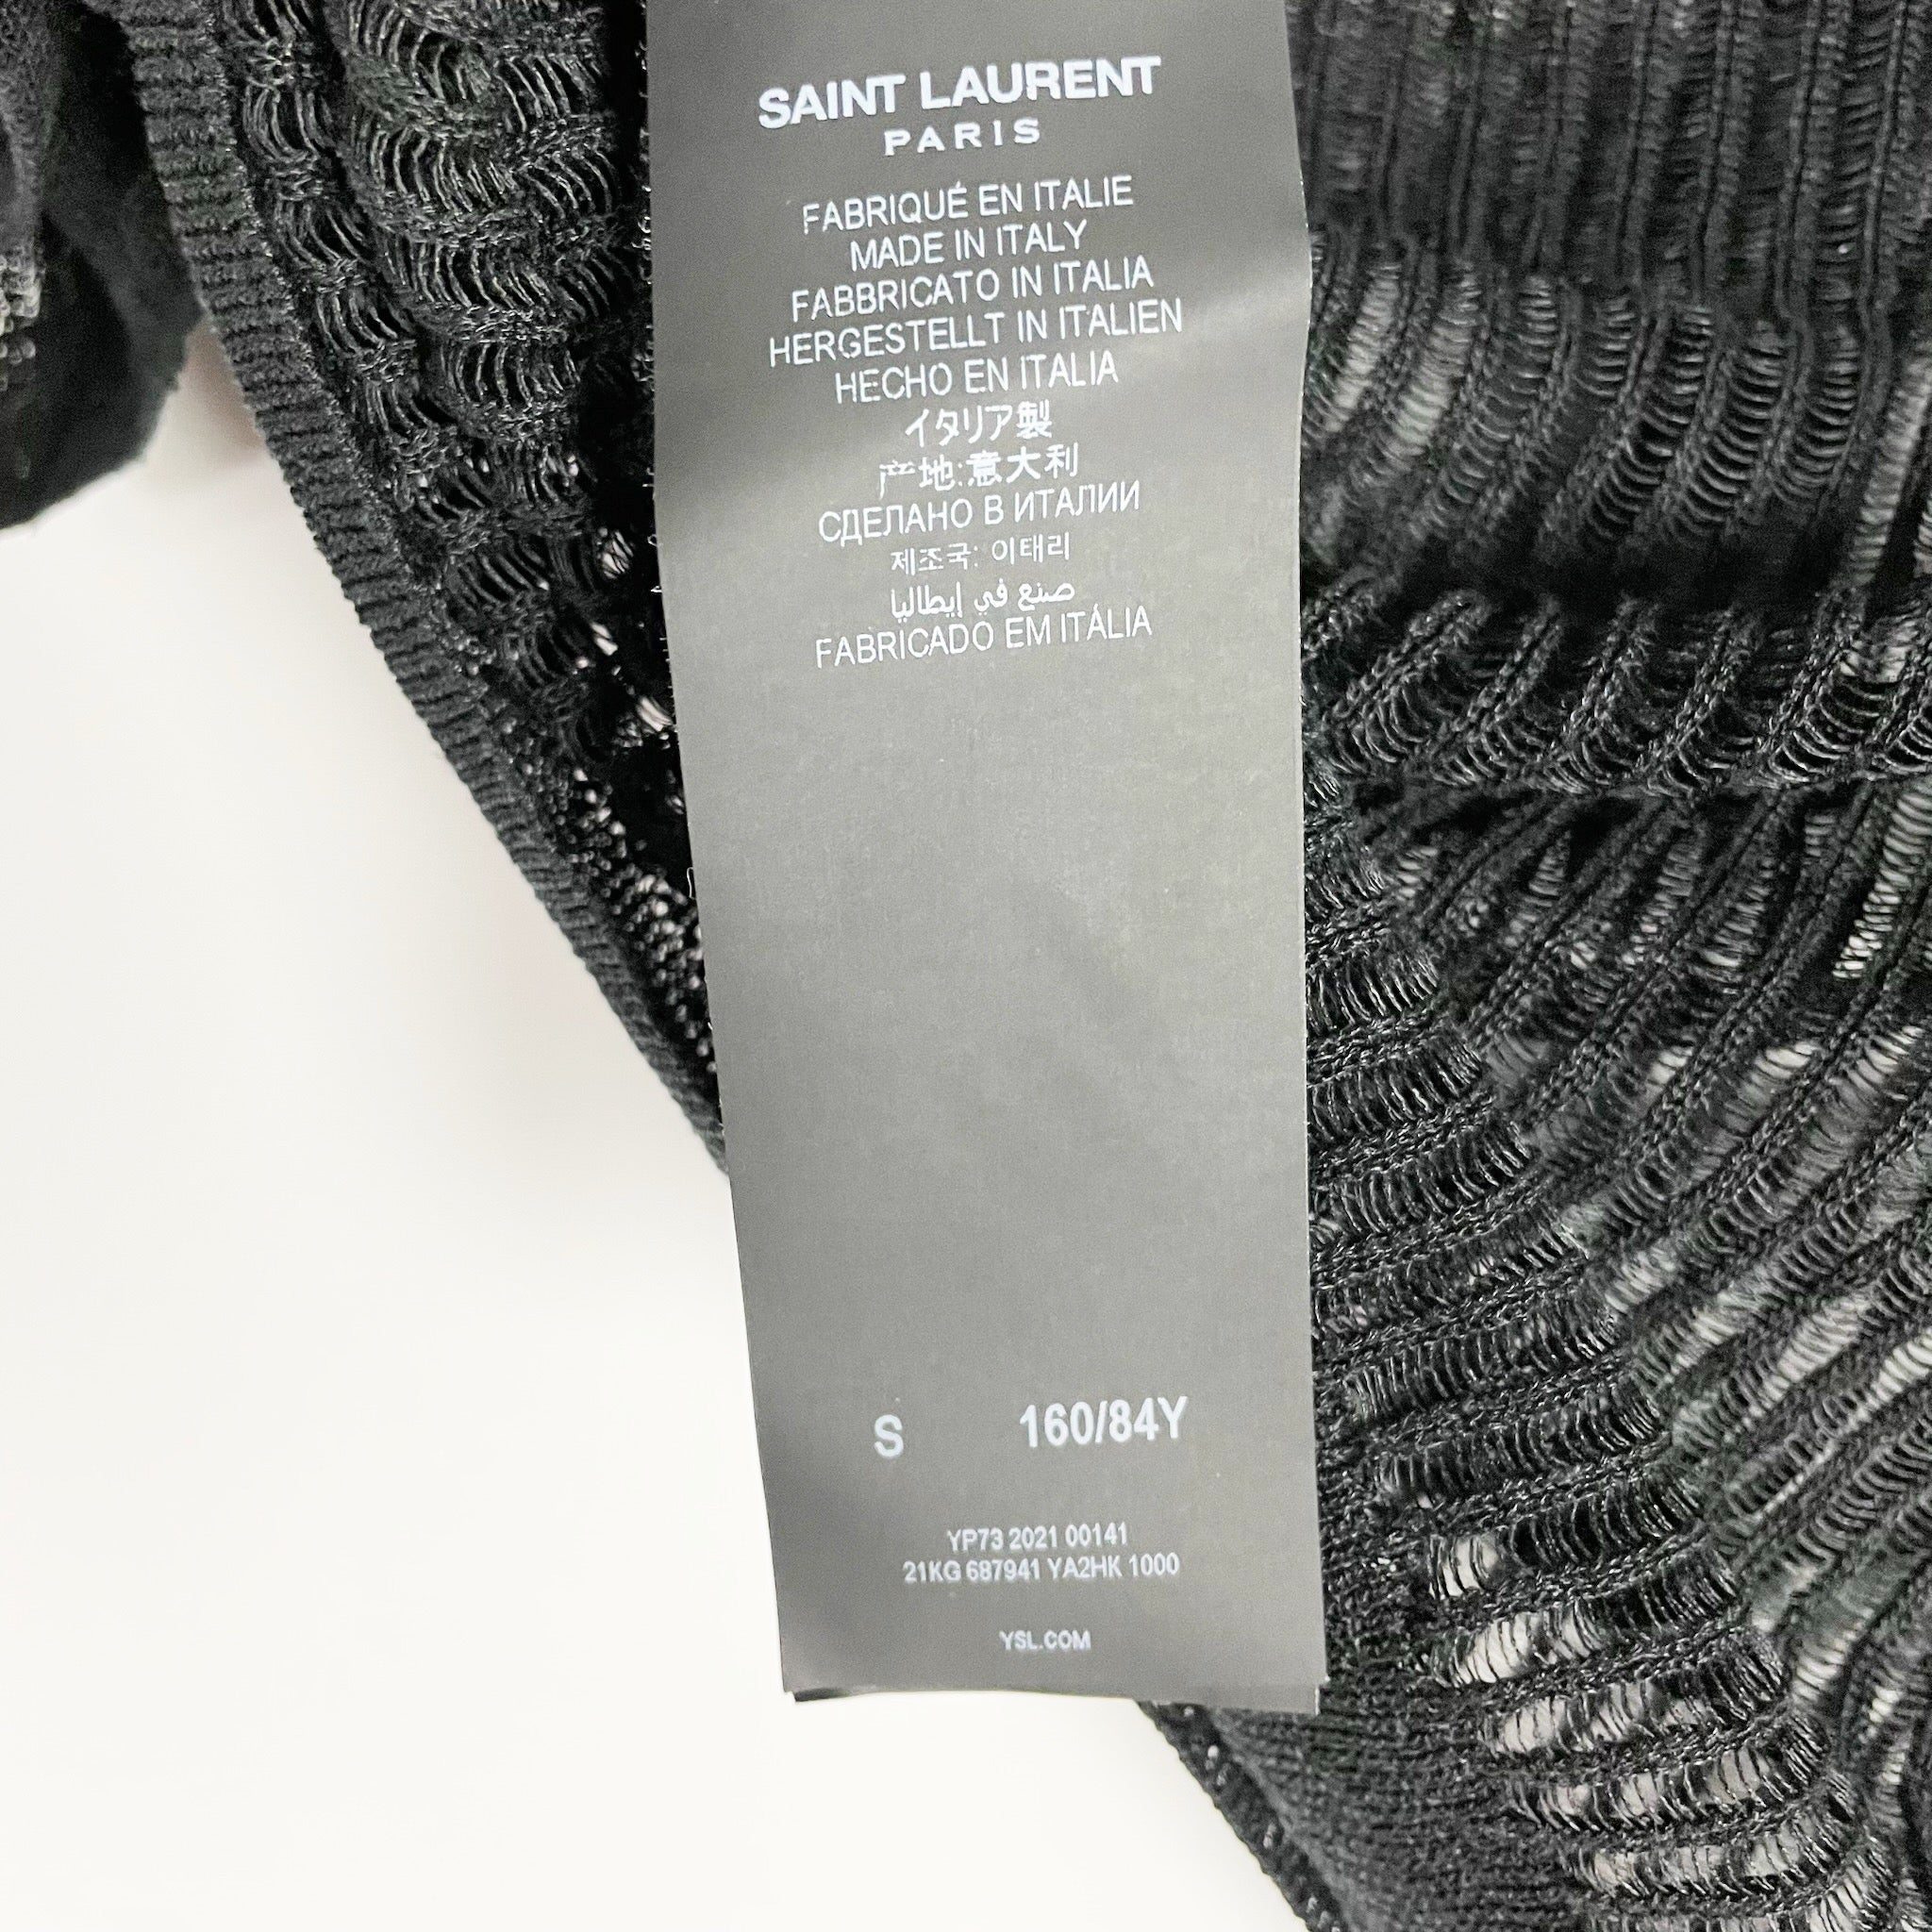 SAINT LAURENT
PARIS
FABRIQUÉ EN ITALIE
MADE IN ITALY
FABBRICATO IN ITALIA
HERGESTELLT IN ITALIEN
HECHO EN ITALIA
イタリア製
产地:意大利
СДЕЛАНО В ИТАЛИИ
제조국: 이태리
صنع في إيطاليا
FABRICADO EM ITÁLIA
S 160/84Y
YP73 2021 00141
21KG 687941 YA2HK 1000
YSL.COM